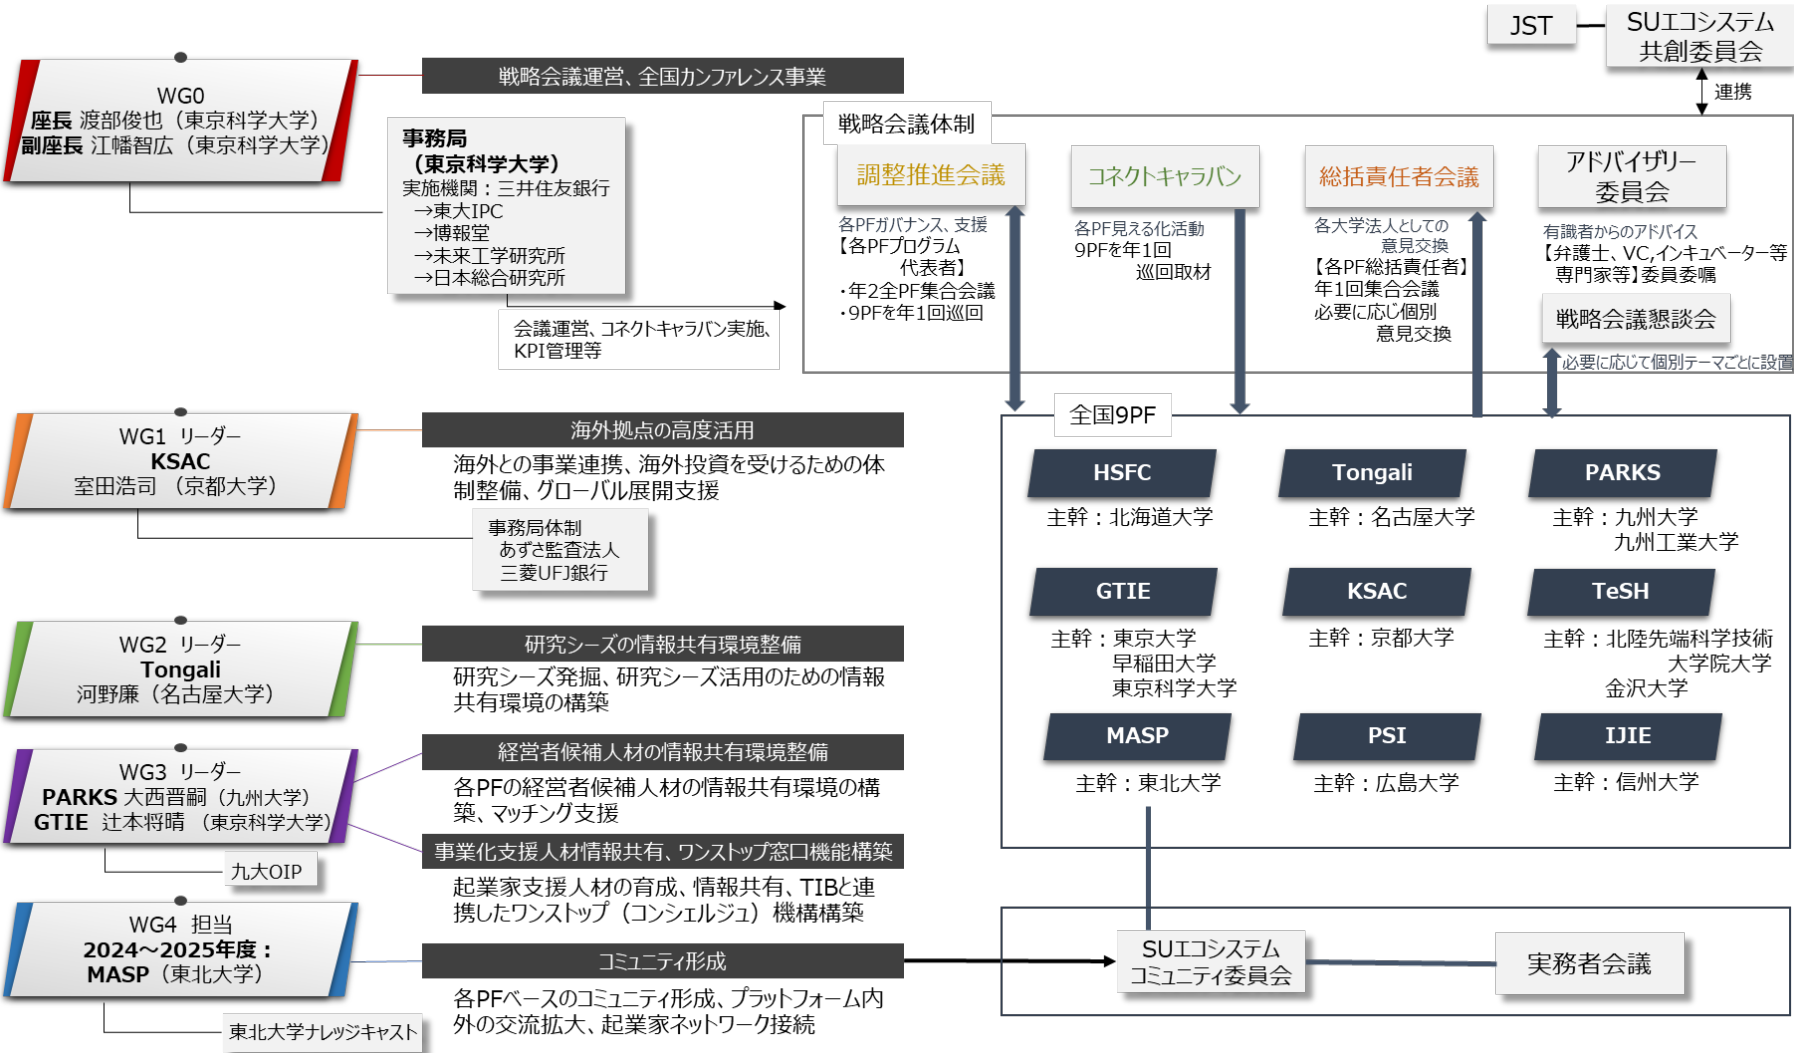 JST
SUエコシステム
共創委員会
連携
WG0
座長 渡部俊也（東京科学大学）
副座長 江幡智広（東京科学大学）
戦略会議運営、全国カンファレンス事業
事務局
（東京科学大学）
実施機関：三井住友銀行
→東大IPC
→博報堂
→未来工学研究所
→日本総合研究所
会議運営、コネクトキャラバン実施、
KPI管理等
戦略会議体制
調整推進会議
各PFガバナンス、支援
【各PFプログラム
代表者】
・年2全PF集合会議
・9PFを年1回巡回
コネクトキャラバン
各PF見える化活動
9PFを年1回
巡回取材
総括責任者会議
各大学法人としての
意見交換
【各PF総括責任者】
年1回集合会議
必要に応じ個別
意見交換
アドバイザリー
委員会
有識者からのアドバイス
【弁護士、VC,インキュベーター等
専門家等】委員委嘱
戦略会議懇談会
必要に応じて個別テーマごとに設置
WG1 リーダー
KSAC
室田浩司 （京都大学）
海外拠点の高度活用
海外との事業連携、海外投資を受けるための体
制整備、グローバル展開支援
事務局体制
あずさ監査法人
三菱UFJ銀行
WG2 リーダー
Tongali
河野廉（名古屋大学）
研究シーズの情報共有環境整備
研究シーズ発掘、研究シーズ活用のための情報
共有環境の構築
WG3 リーダー
PARKS 大西晋嗣（九州大学）
GTIE 辻本将晴 （東京科学大学）
九大OIP
経営者候補人材の情報共有環境整備
各PFの経営者候補人材の情報共有環境の構
築、マッチング支援
事業化支援人材情報共有、ワンストップ窓口機能構築
起業家支援人材の育成、情報共有、TIBと連
携したワンストップ（コンシェルジュ）機構構築
WG4 担当
2024～2025年度：
MASP（東北大学）
東北大学ナレッジキャスト
コミュニティ形成
各PFベースのコミュニティ形成、プラットフォーム内
外の交流拡大、起業家ネットワーク接続
全国9PF
HSFC
主幹：北海道大学
Tongali
主幹：名古屋大学
PARKS
主幹：九州大学
九州工業大学
GTIE
主幹：東京大学
早稲田大学
東京科学大学
KSAC
主幹：京都大学
TeSH
主幹：北陸先端科学技術
大学院大学
金沢大学
MASP
主幹：東北大学
PSI
主幹：広島大学
IJIE
主幹：信州大学
SUエコシステム
コミュニティ委員会
実務者会議